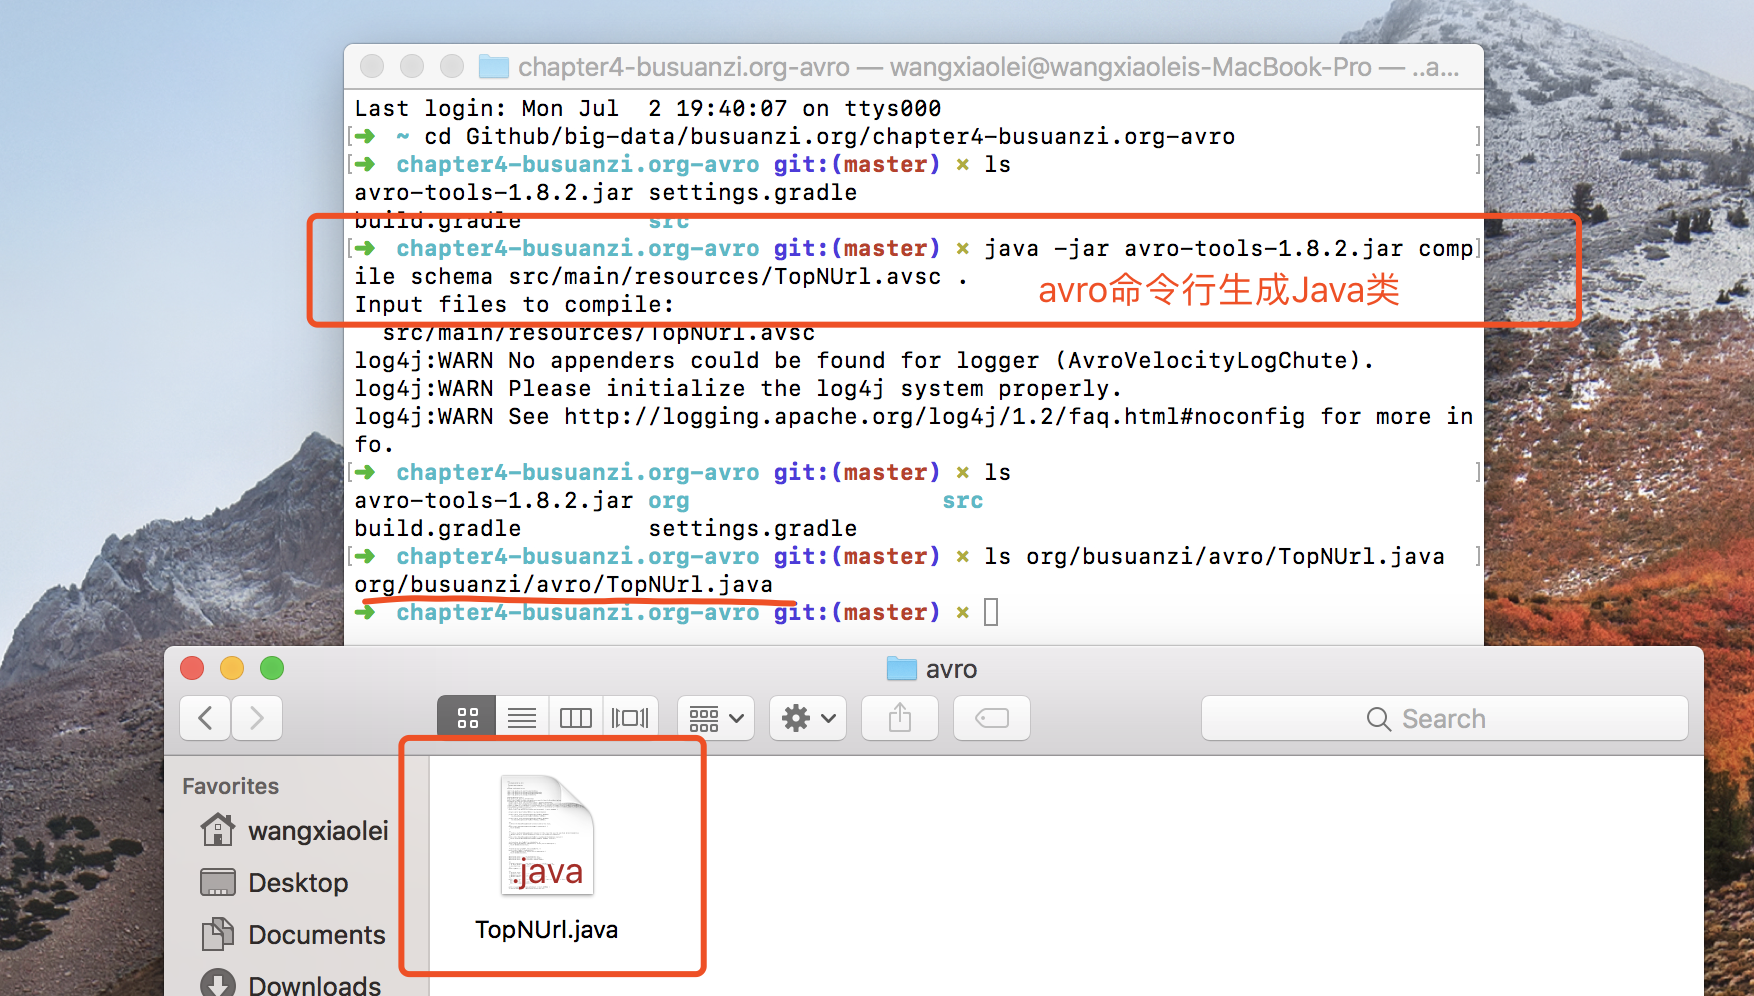 chapter4-busuanzi.org-avro — wangxiaolei@wangxiaoleis-MacBook-Pro — ..a...
Last login: Mon Jul  2 19:40:07 on ttys000
[➜  ~ cd Github/big-data/busuanzi.org/chapter4-busuanzi.org-avro ]
[➜  chapter4-busuanzi.org-avro git:(master) × ls ]
avro-tools-1.8.2.jar settings.gradle
build.gradle         src
[➜  chapter4-busuanzi.org-avro git:(master) × java -jar avro-tools-1.8.2.jar comp]
ile schema src/main/resources/TopNUrl.avsc .
avro命令行生成Java类
Input files to compile:
  src/main/resources/TopNUrl.avsc
log4j:WARN No appenders could be found for logger (AvroVelocityLogChute).
log4j:WARN Please initialize the log4j system properly.
log4j:WARN See http://logging.apache.org/log4j/1.2/faq.html#noconfig for more in
fo.
[➜  chapter4-busuanzi.org-avro git:(master) × ls ]
avro-tools-1.8.2.jar org                  src
build.gradle         settings.gradle
[➜  chapter4-busuanzi.org-avro git:(master) × ls org/busuanzi/avro/TopNUrl.java ]
org/busuanzi/avro/TopNUrl.java
➜  chapter4-busuanzi.org-avro git:(master) ×
avro
Search
Favorites
wangxiaolei
Desktop
Documents
Downloads
.java
TopNUrl.java